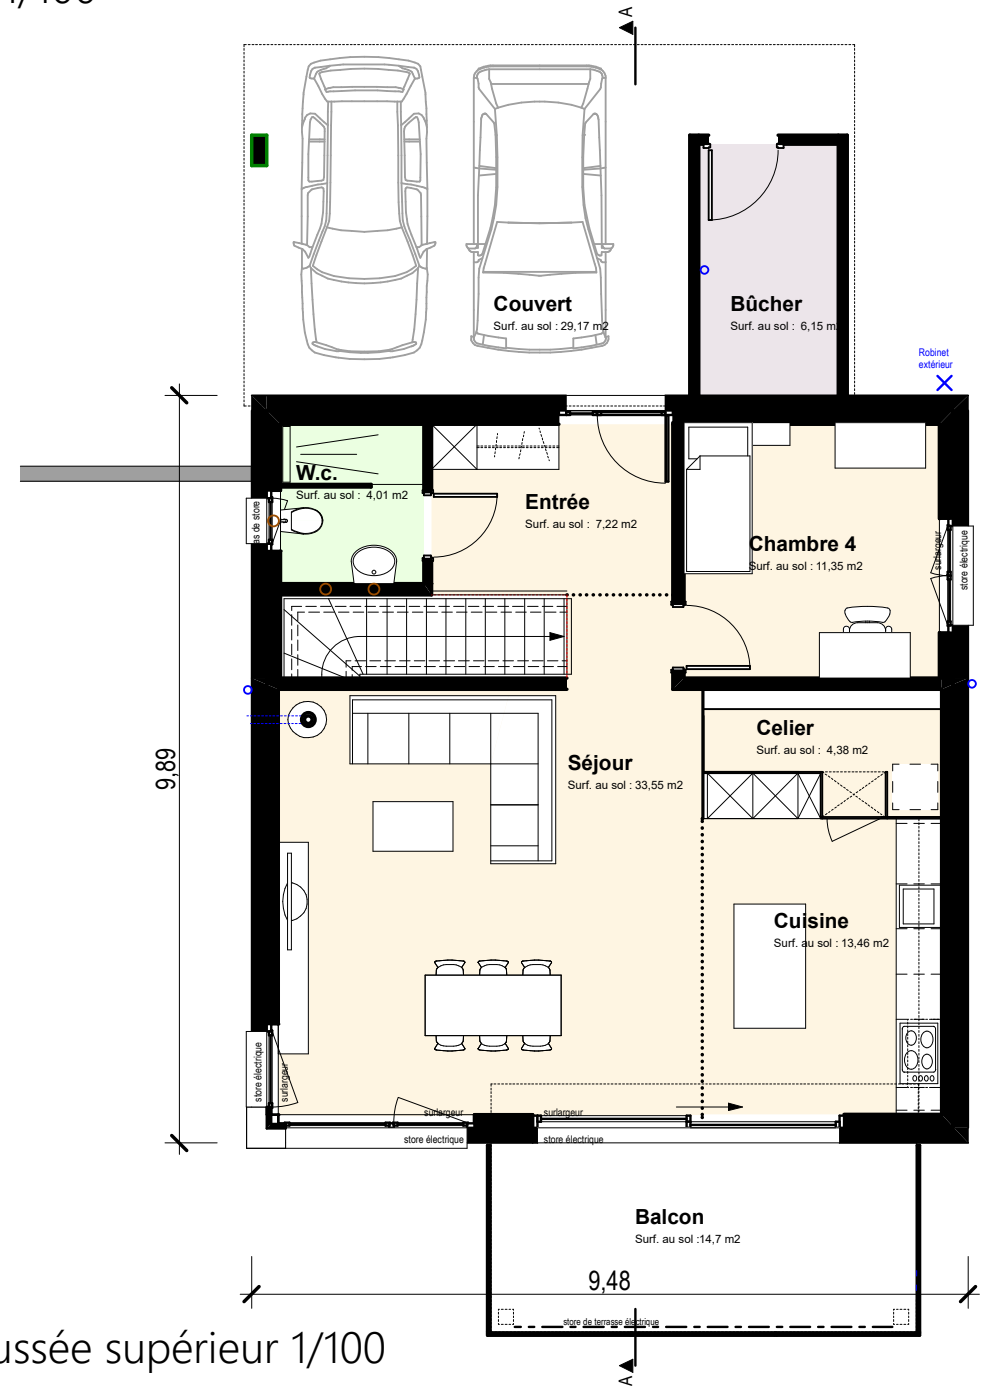 A
Couvert
Surf. au sol : 29,17 m2
Bûcher
Surf. au sol : 6,15 m
Robinet
extérieur
W.c.
Surf. au sol : 4,01 m2
Entrée
Surf. au sol : 7,22 m2
Chambre 4
Surf. au sol : 11,35 m2
as de store
surlargeur
store électrique
9,89
Séjour
Surf. au sol : 33,55 m2
Celier
Surf. au sol : 4,38 m2
Cuisine
Surf. au sol : 13,46 m2
store électrique
surlargeur
surlargeur
store électrique
surlargeur
store électrique
Balcon
Surf. au sol :14,7 m2
9,48
store de terrasse électrique
ussée supérieur 1/100
A